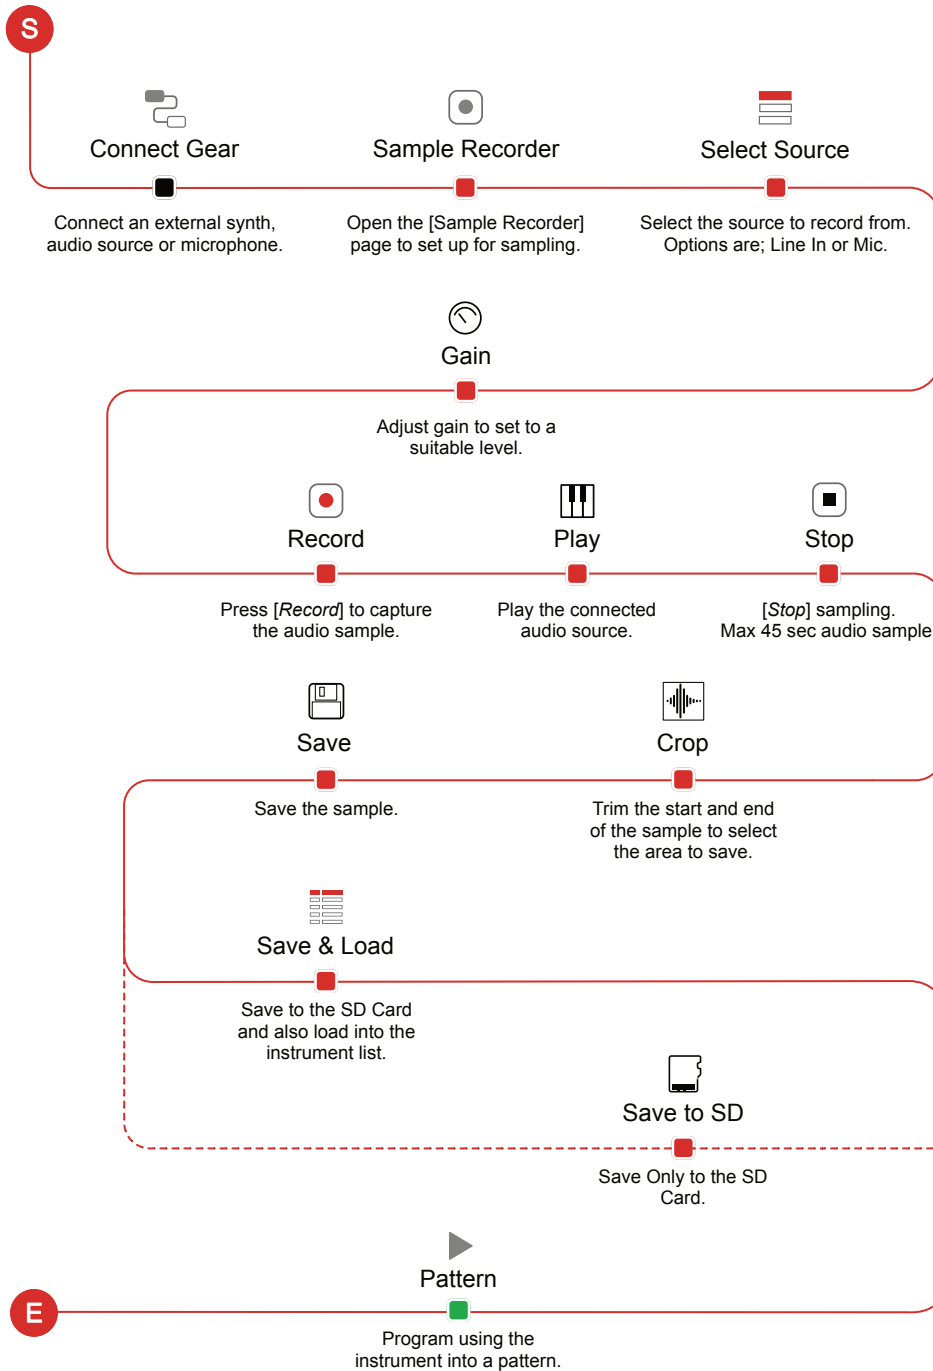 S
Connect Gear
Sample Recorder
Select Source
Connect an external synth,
audio source or microphone.
Open the [Sample Recorder]
page to set up for sampling.
Select the source to record from.
Options are; Line In or Mic.
Gain
Adjust gain to set to a
suitable level.
Record
Play
Stop
Press [Record] to capture
the audio sample.
Play the connected
audio source.
[Stop] sampling.
Max 45 sec audio sample
Save
Crop
Save the sample.
Trim the start and end
of the sample to select
the area to save.
Save & Load
Save to the SD Card
and also load into the
instrument list.
Save to SD
Save Only to the SD
Card.
Pattern
E
Program using the
instrument into a pattern.